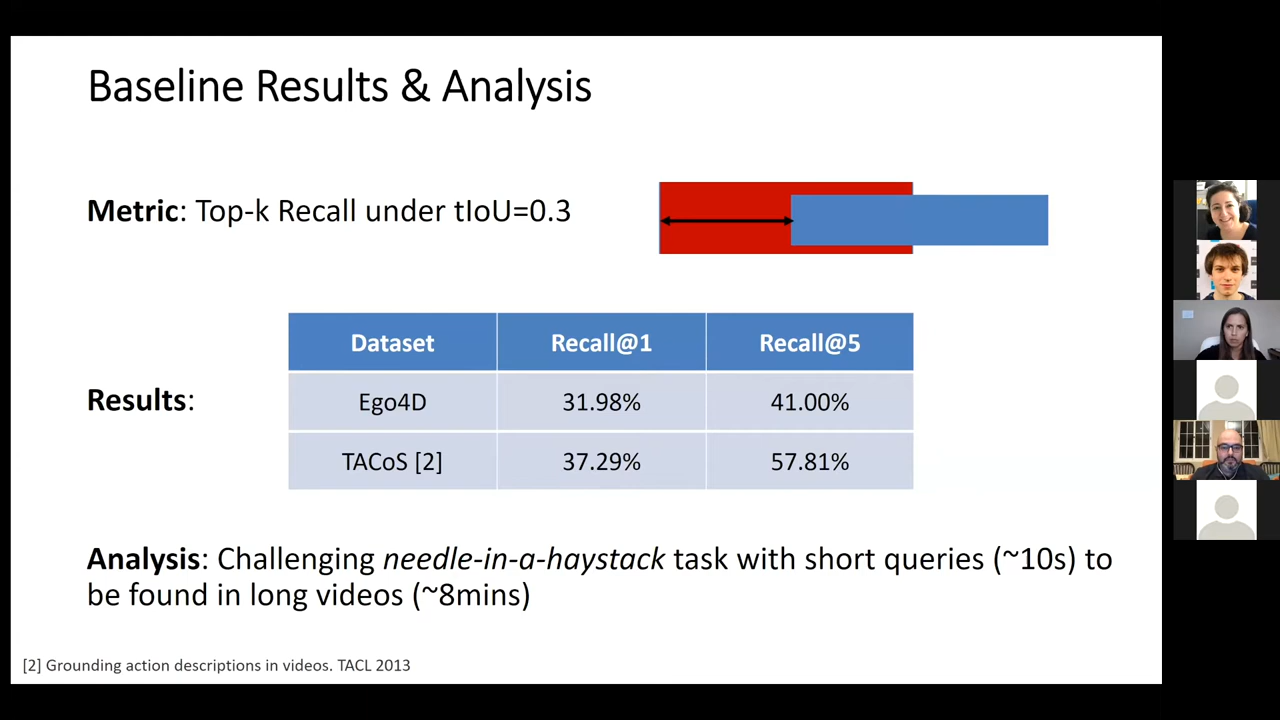 Baseline Results & Analysis
Metric: Top-k Recall under tIoU=0.3
Dataset Recall@1 Recall@5
Results:
Ego4D 31.98% 41.00%
TACoS [2] 37.29% 57.81%
Analysis: Challenging needle-in-a-haystack task with short queries (~10s) to
be found in long videos (~8mins)
[2] Grounding action descriptions in videos. TACL 2013